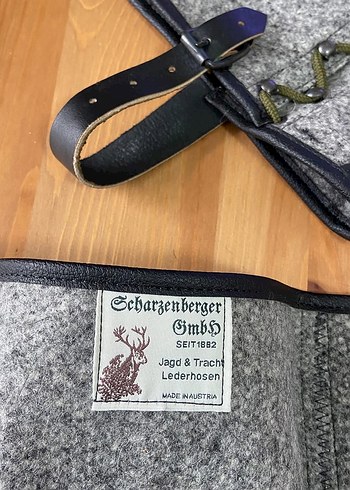 Scharzenberger
GmbH
SEIT 1882
Jagd & Tracht
Lederhosen
MADE IN AUSTRIA